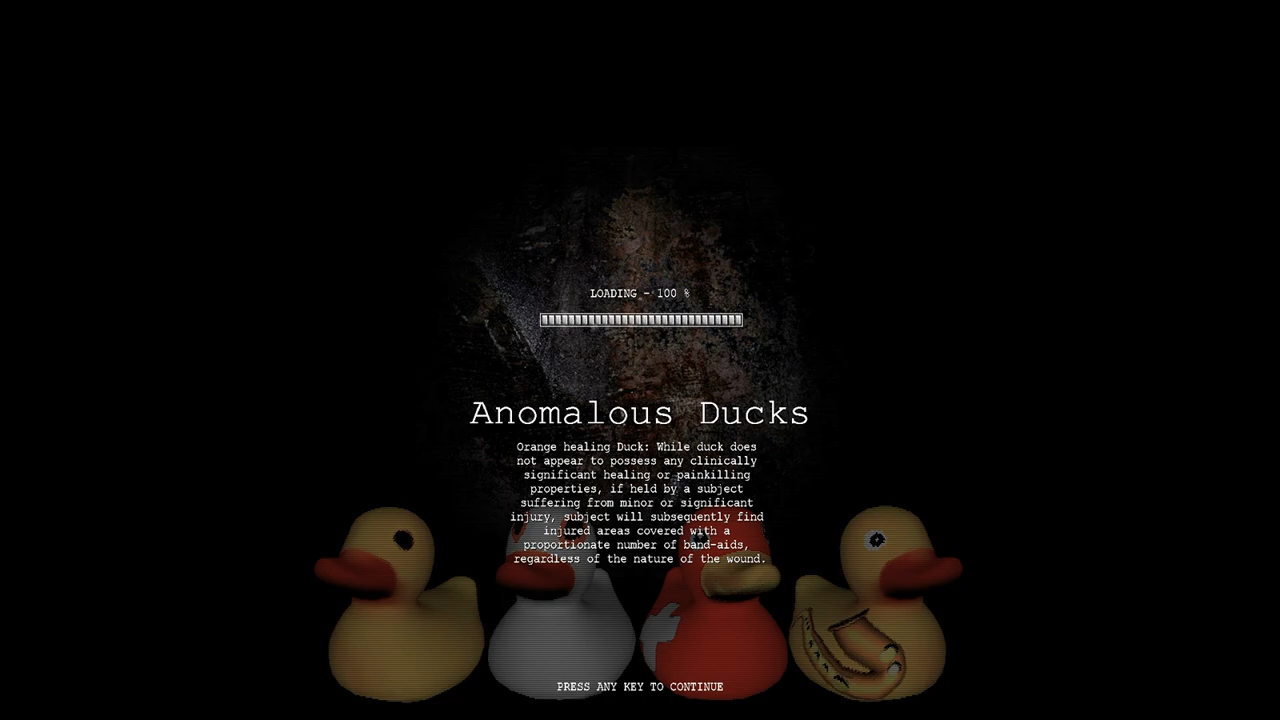 LOADING - 100 %
Anomalous Ducks
Orange healing Duck: While duck does
not appear to possess any clinically
significant healing or painkilling
properties, if held by a subject
suffering from minor or significant
injury, subject will subsequently find
injured areas covered with a
proportionate number of band-aids,
regardless of the nature of the wound.
PRESS ANY KEY TO CONTINUE